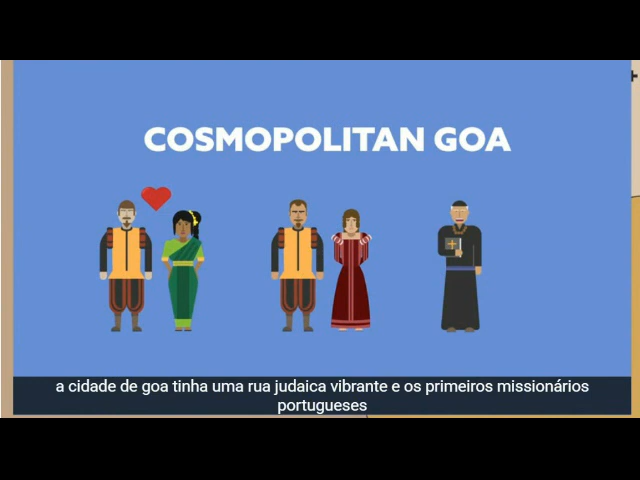 COSMOPOLITAN GOA
a cidade de goa tinha uma rua judaica vibrante e os primeiros missionários
portugueses